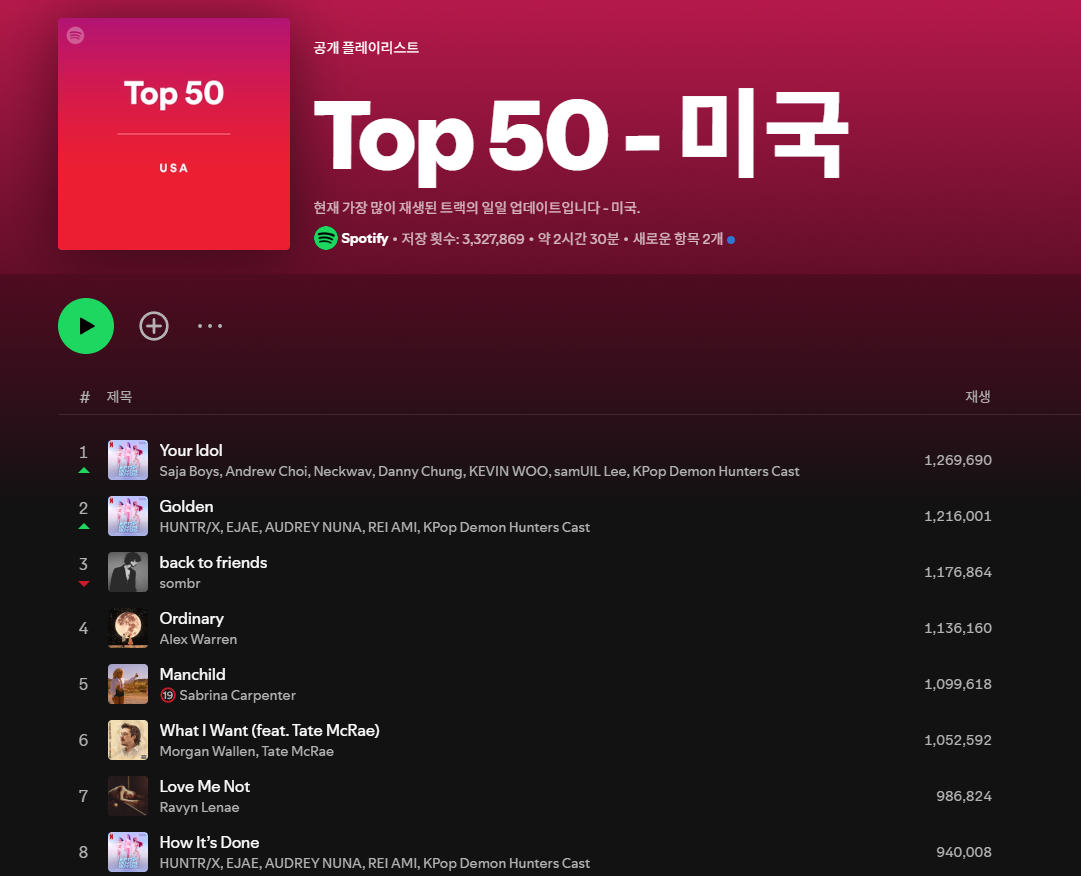 Top 50
USA
공개 플레이리스트
Top 50 - 미국
현재 가장 많이 재생된 트랙의 일일 업데이트입니다 - 미국.
Spotify • 저장 횟수: 3,327,869 • 약 2시간 30분 • 새로운 항목 2개
# 제목 재생
1 Your Idol 1,269,690
Saja Boys, Andrew Choi, Neckwav, Danny Chung, KEVIN WOO, samUIL Lee, KPop Demon Hunters Cast
2 Golden 1,216,001
HUNTR/X, EJAE, AUDREY NUNA, REI AMI, KPop Demon Hunters Cast
3 back to friends 1,176,864
sombr
4 Ordinary 1,136,160
Alex Warren
5 Manchild 1,099,618
19 Sabrina Carpenter
6 What I Want (feat. Tate McRae) 1,052,592
Morgan Wallen, Tate McRae
7 Love Me Not 986,824
Ravyn Lenae
8 How It's Done 940,008
HUNTR/X, EJAE, AUDREY NUNA, REI AMI, KPop Demon Hunters Cast